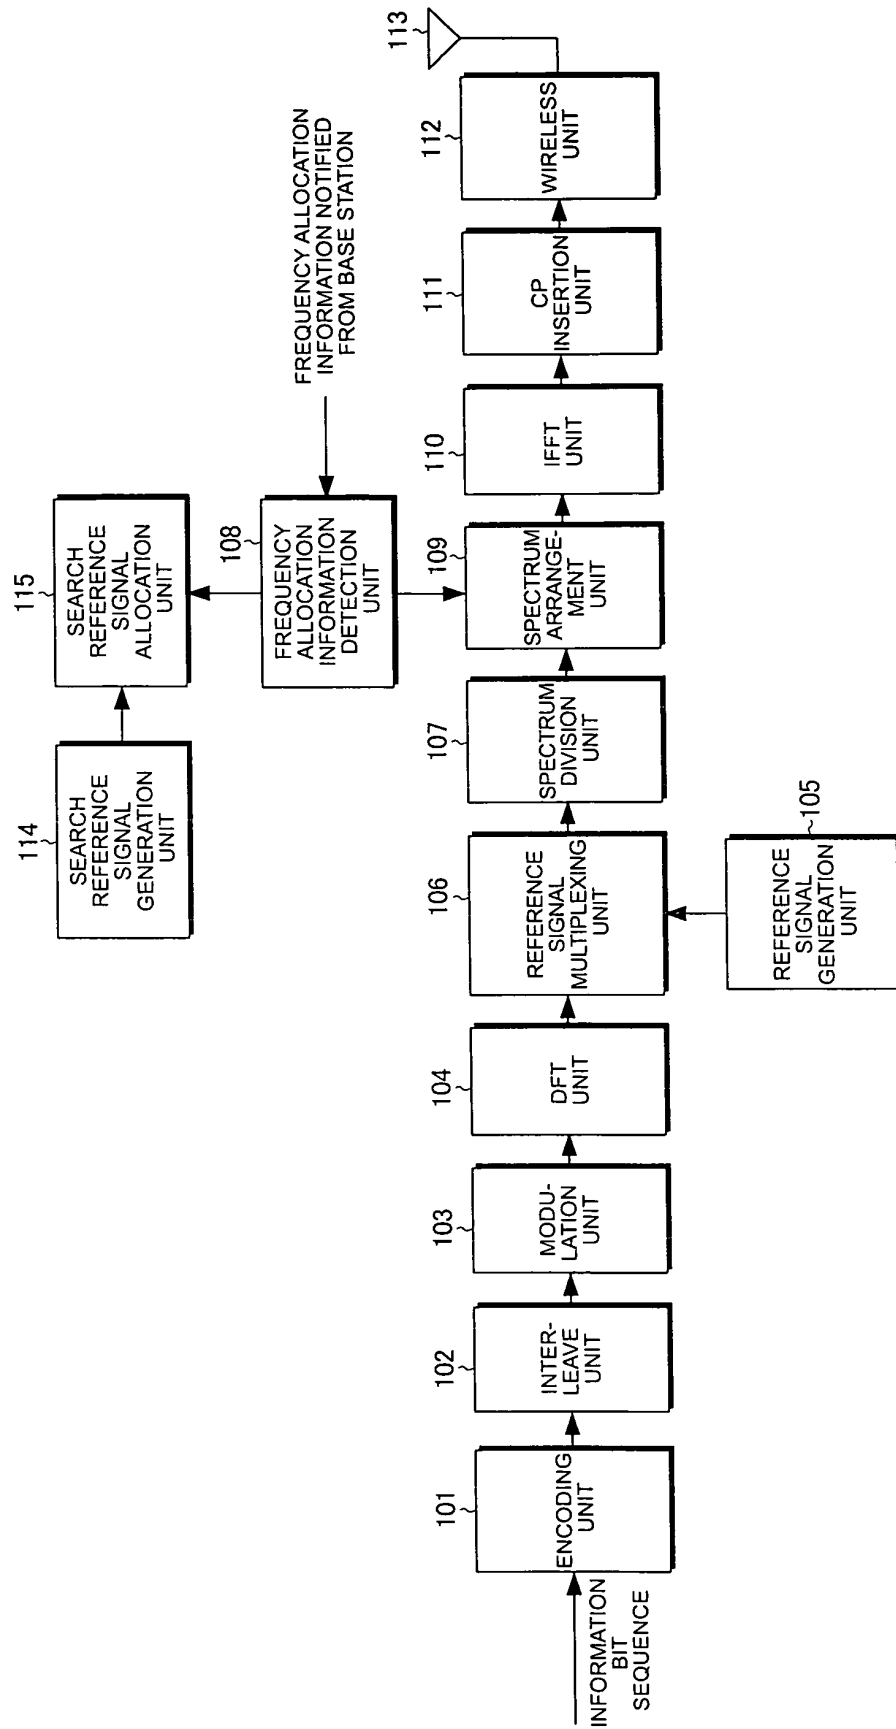 113
112
WIRELESS
UNIT
111
CP
INSERTION
UNIT
110
IFFT
UNIT
109
SPECTRUM
ARRANGE-
MENT
UNIT
107
SPECTRUM
DIVISION
UNIT
106
REFERENCE
SIGNAL
MULTIPLEXING
UNIT
105
REFERENCE
SIGNAL
GENERATION
UNIT
104
DFT
UNIT
103
MODU-
LATION
UNIT
102
INTER-
LEAVE
UNIT
101
ENCODING
UNIT
INFORMATION
BIT
SEQUENCE
FREQUENCY ALLOCATION
INFORMATION NOTIFIED
FROM BASE STATION
108
FREQUENCY
ALLOCATION
INFORMATION
DETECTION
UNIT
115
SEARCH
REFERENCE
SIGNAL
ALLOCATION
UNIT
114
SEARCH
REFERENCE
SIGNAL
GENERATION
UNIT